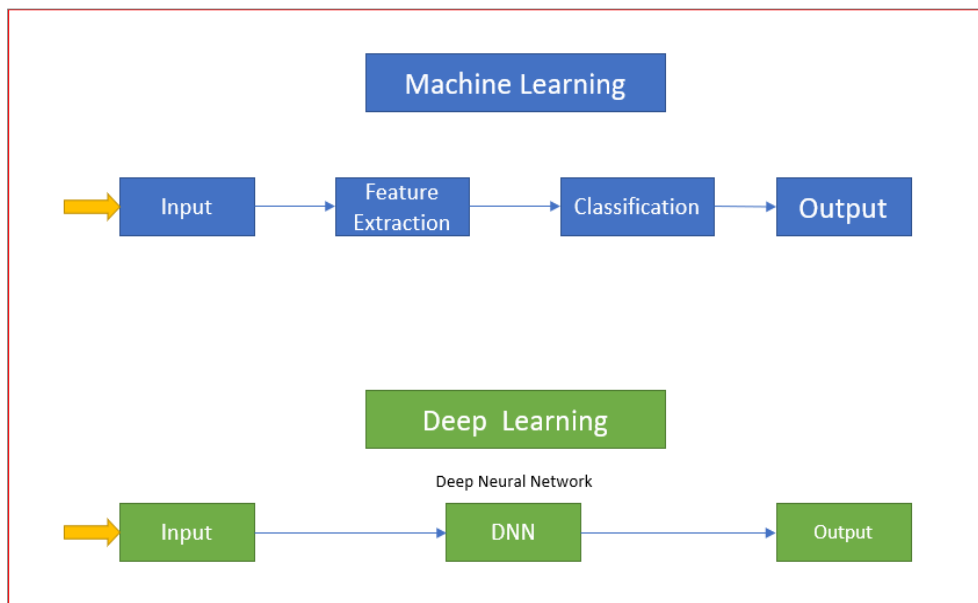 Machine Learning
Input
Feature
Extraction
Classification
Output
Deep Learning
Deep Neural Network
Input
DNN
Output